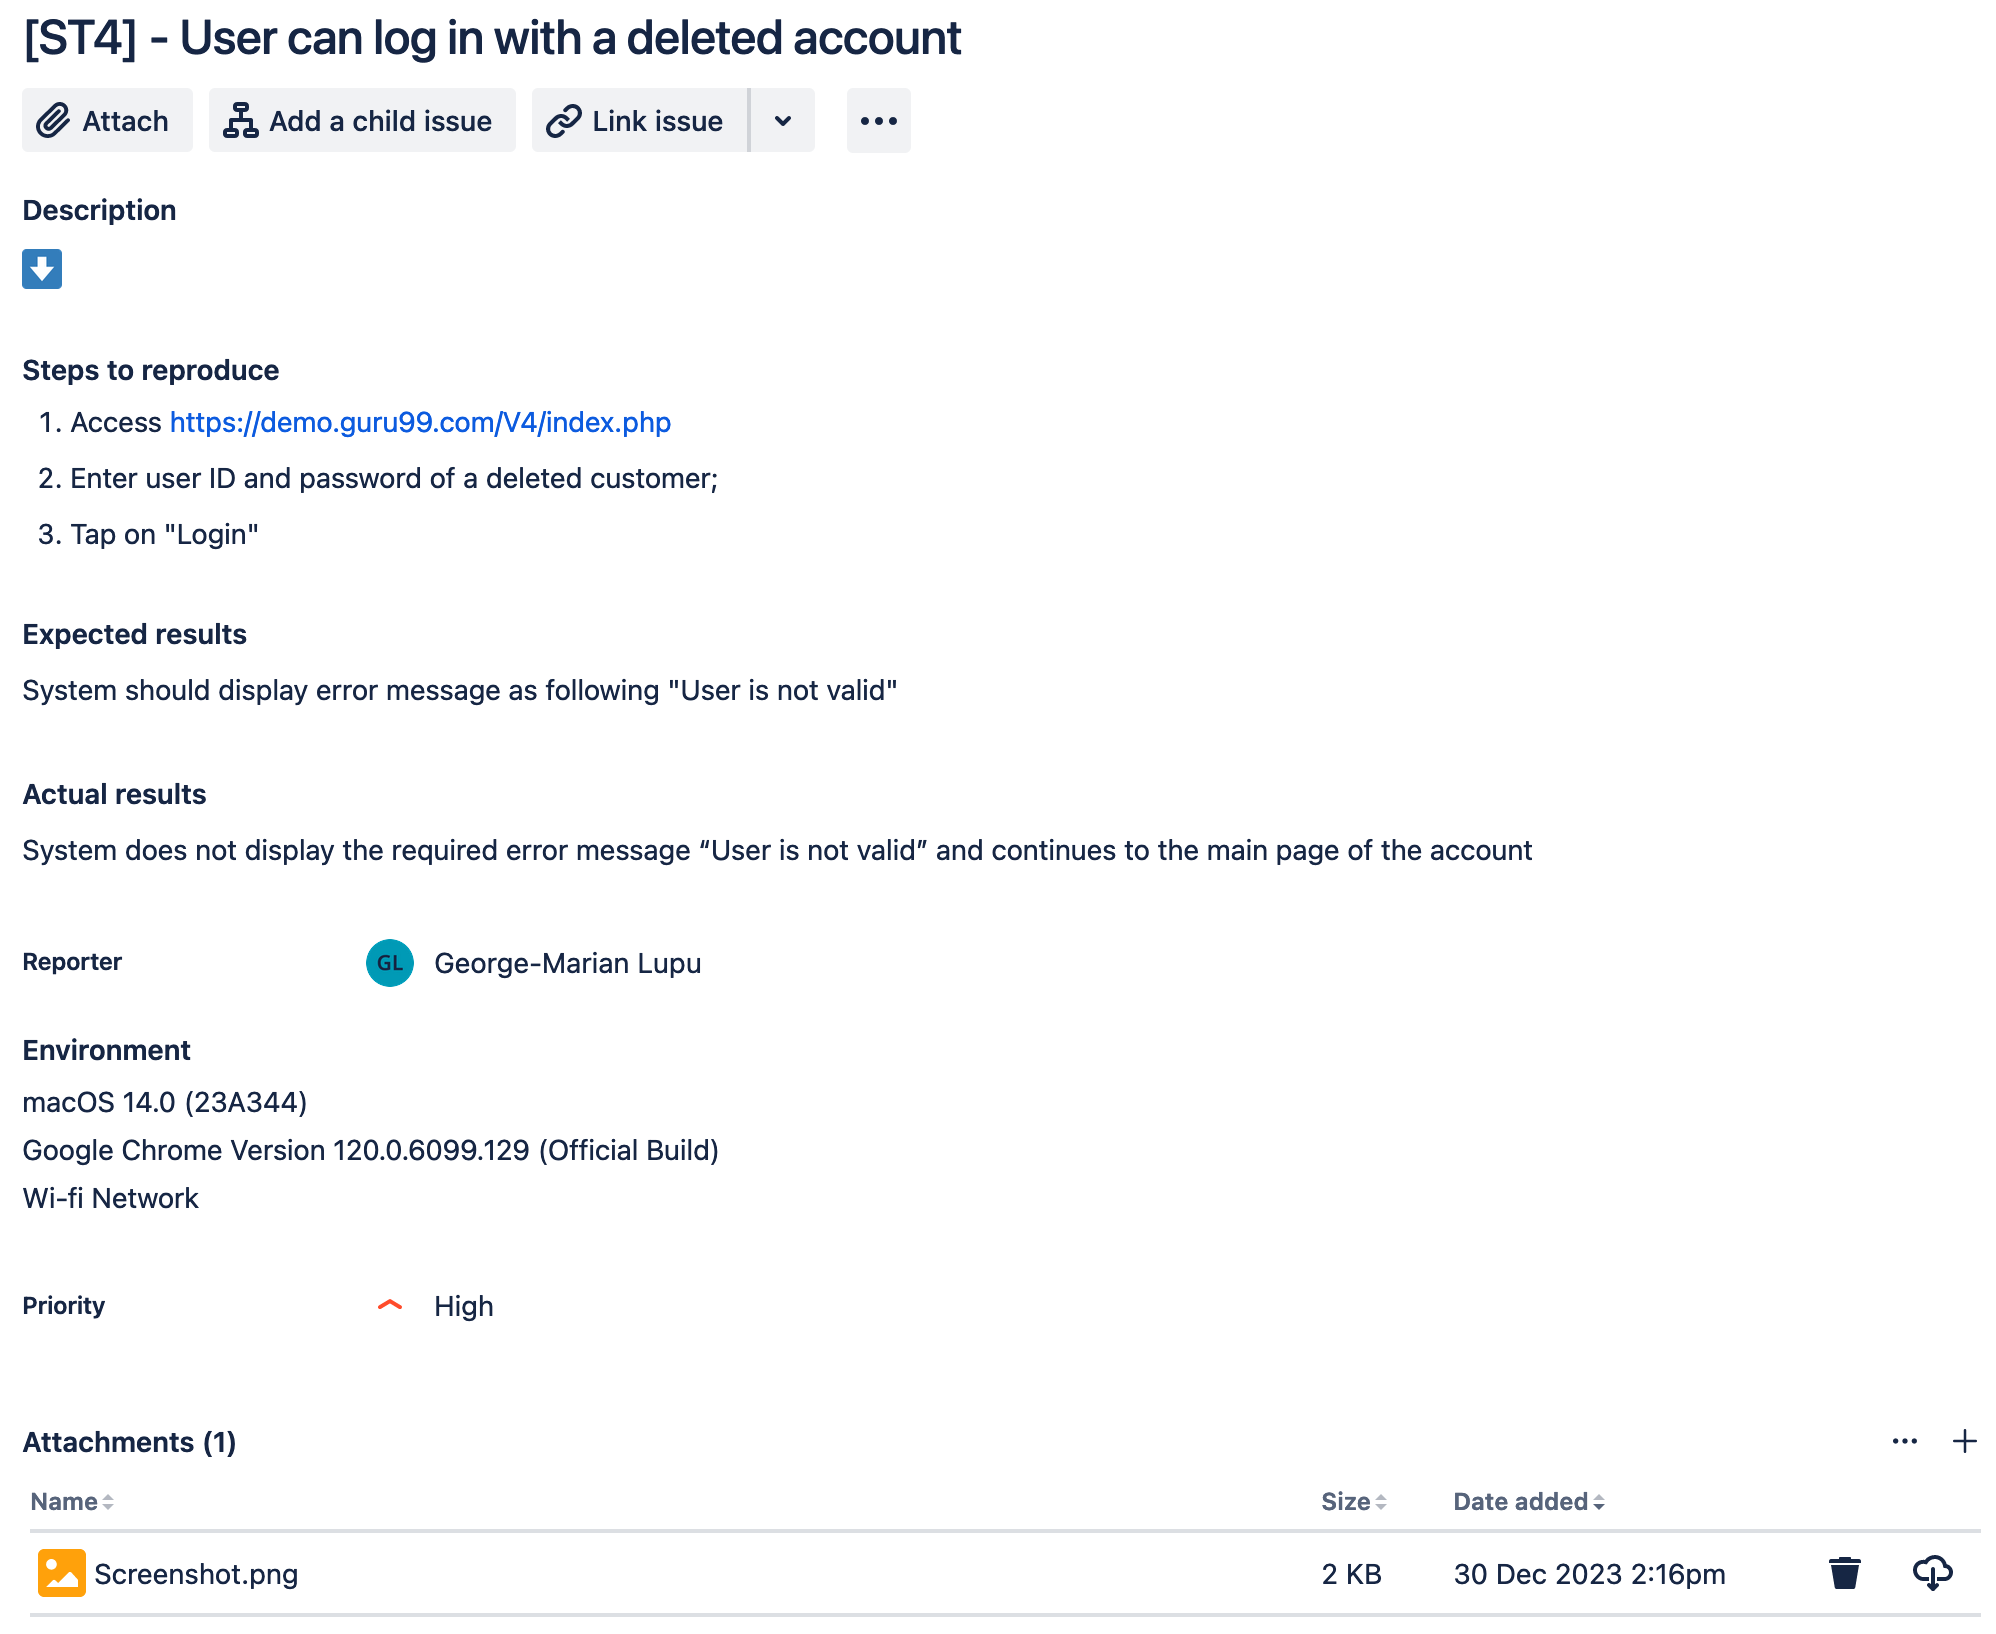 [ST4] - User can log in with a deleted account
Attach Add a child issue Link issue
Description
Steps to reproduce
1. Access https://demo.guru99.com/V4/index.php
2. Enter user ID and password of a deleted customer;
3. Tap on "Login"
Expected results
System should display error message as following "User is not valid"
Actual results
System does not display the required error message “User is not valid” and continues to the main page of the account
Reporter GL George-Marian Lupu
Environment
macOS 14.0 (23A344)
Google Chrome Version 120.0.6099.129 (Official Build)
Wi-fi Network
Priority High
Attachments (1)
Name Size Date added
Screenshot.png 2 KB 30 Dec 2023 2:16pm